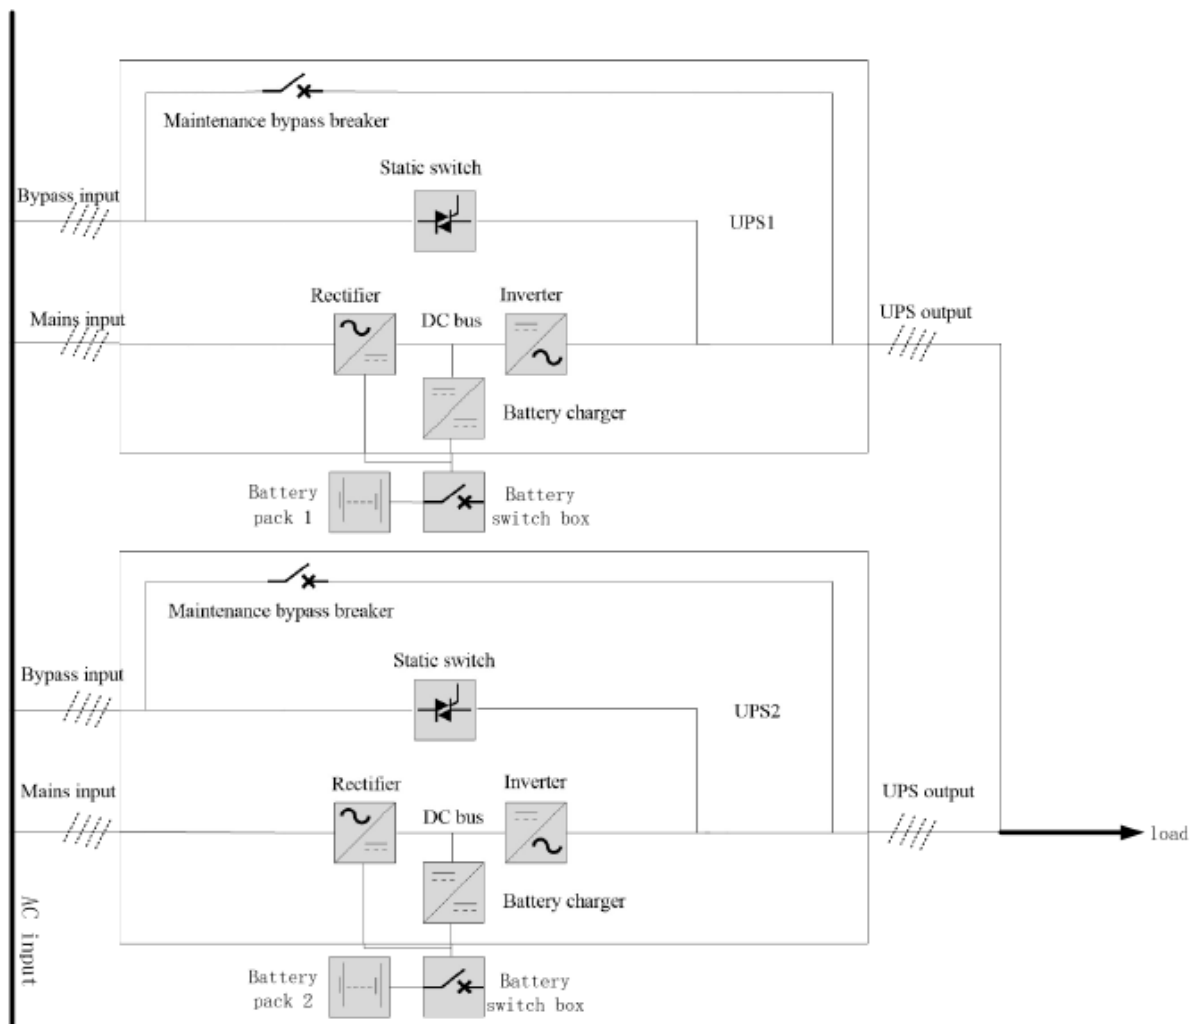 Maintenance bypass breaker
Static switch
Bypass input
UPS1
Rectifier
Inverter
Mains input
DC bus
UPS output
Battery charger
Battery
pack 1
Battery
switch box
Maintenance bypass breaker
Static switch
Bypass input
UPS2
Rectifier
Inverter
Mains input
DC bus
UPS output
load
Battery charger
AC input
Battery
pack 2
Battery
switch box